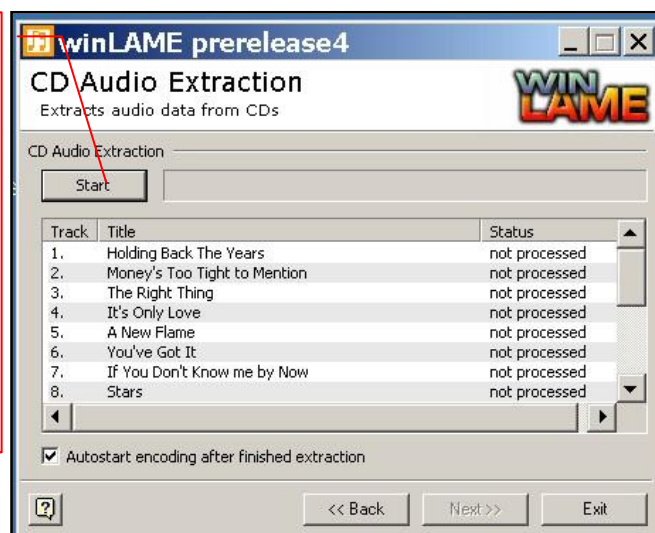 winLAME prerelease4
CD Audio Extraction
Extracts audio data from CDs
WIN
LAME
CD Audio Extraction
Start
Track Title Status
1. Holding Back The Years not processed
2. Money's Too Tight to Mention not processed
3. The Right Thing not processed
4. It's Only Love not processed
5. A New Flame not processed
6. You've Got It not processed
7. If You Don't Know me by Now not processed
8. Stars not processed
Autostart encoding after finished extraction
? << Back Next >> Exit